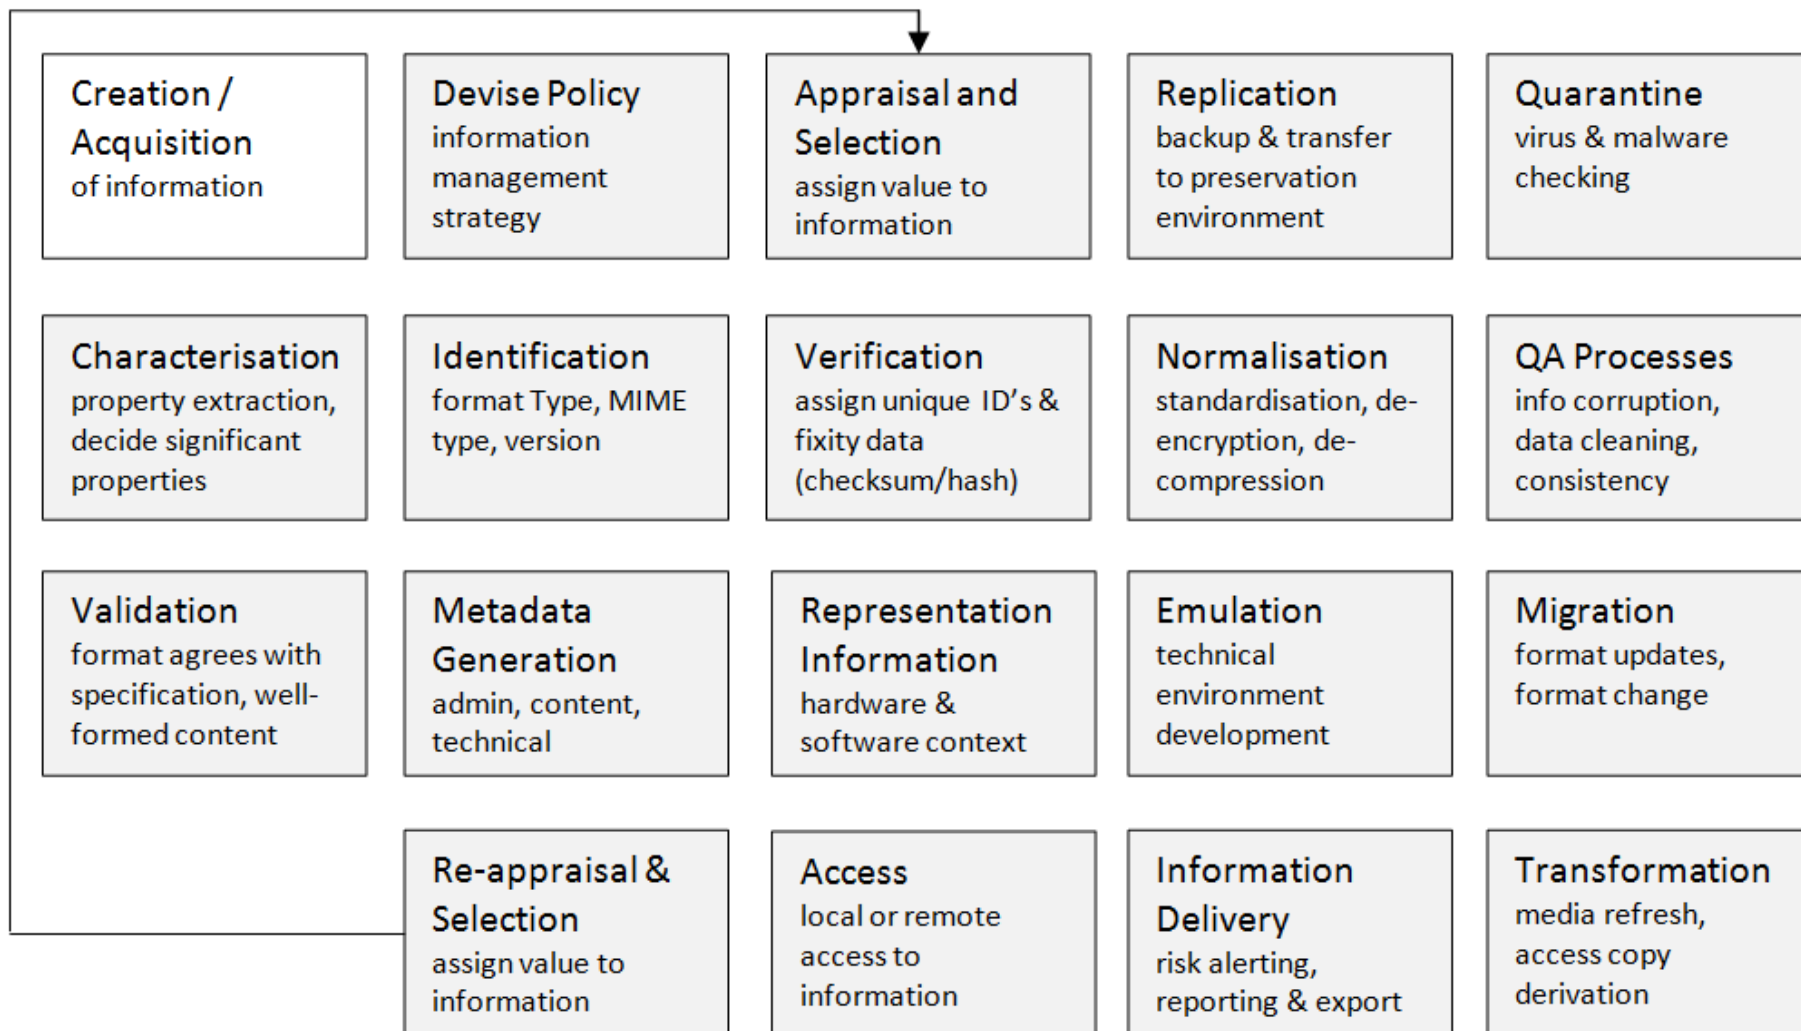 Creation /
Acquisition
of information
Devise Policy
information
management
strategy
Appraisal and
Selection
assign value to
information
Replication
backup & transfer
to preservation
environment
Quarantine
virus & malware
checking
Characterisation
property extraction,
decide significant
properties
Identification
format Type, MIME
type, version
Verification
assign unique ID’s &
fixity data
(checksum/hash)
Normalisation
standardisation, de-
encryption, de-
compression
QA Processes
info corruption,
data cleaning,
consistency
Validation
format agrees with
specification, well-
formed content
Metadata
Generation
admin, content,
technical
Representation
Information
hardware &
software context
Emulation
technical
environment
development
Migration
format updates,
format change
Re-appraisal &
Selection
assign value to
information
Access
local or remote
access to
information
Information
Delivery
risk alerting,
reporting & export
Transformation
media refresh,
access copy
derivation